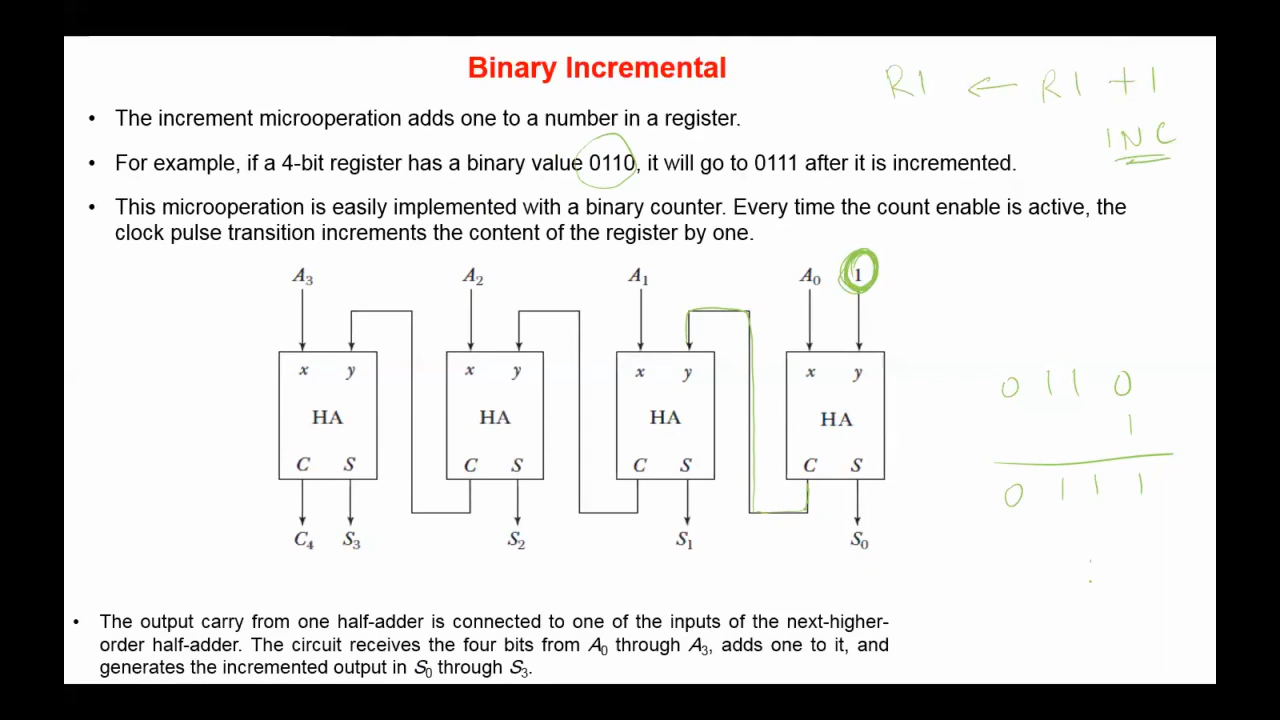 Binary Incremental
R1 ← R1 + 1
• The increment microoperation adds one to a number in a register.
INC
• For example, if a 4-bit register has a binary value 0110, it will go to 0111 after it is incremented.
• This microoperation is easily implemented with a binary counter. Every time the count enable is active, the
clock pulse transition increments the content of the register by one.
A3 A2 A1 A0 1
x y x y x y x y
HA HA HA HA
C S C S C S C S
C4 S3 S2 S1 S0
0 1 1 0
1
0 1 1 1
• The output carry from one half-adder is connected to one of the inputs of the next-higher-
order half-adder. The circuit receives the four bits from A0 through A3, adds one to it, and
generates the incremented output in S0 through S3.